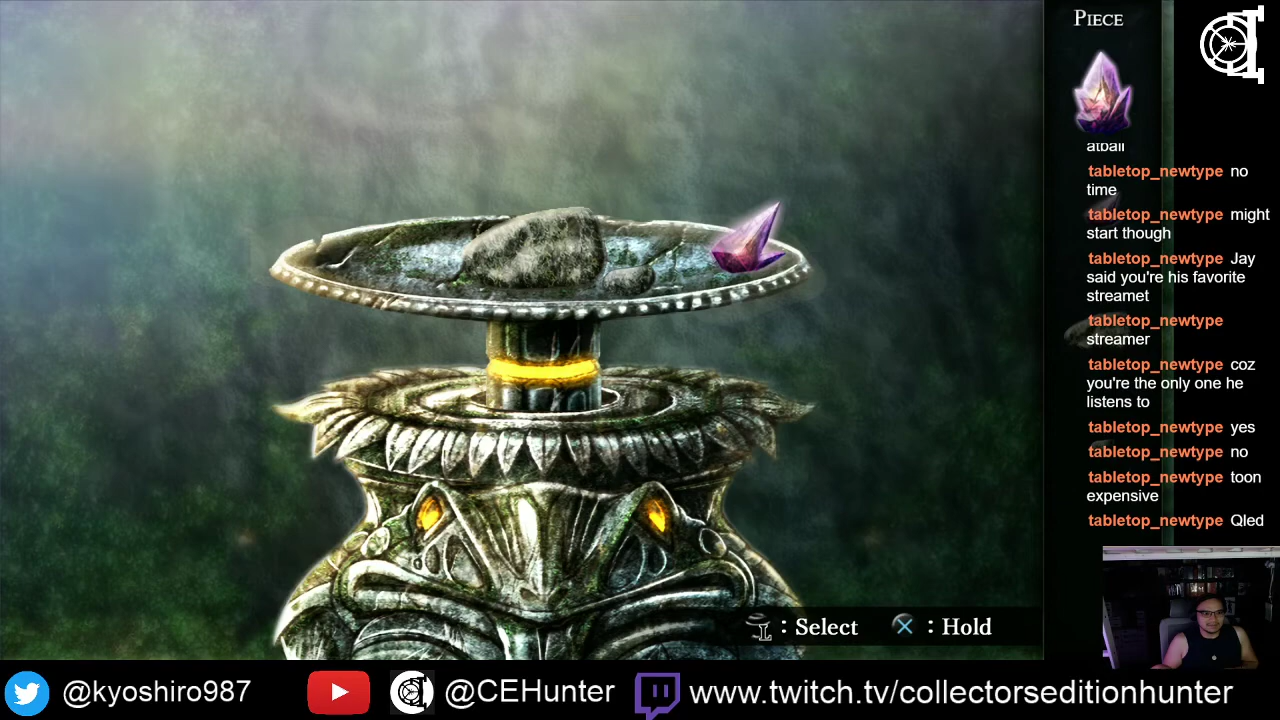 PIECE
atball
tabletop_newtype no
time
tabletop_newtype might
start though
tabletop_newtype Jay
said you're his favorite
streamet
tabletop_newtype
streamer
tabletop_newtype coz
you're the only one he
listens to
tabletop_newtype yes
tabletop_newtype no
tabletop_newtype toon
expensive
tabletop_newtype Qled
: Select : Hold
@kyoshiro987 @CEHunter www.twitch.tv/collectorseditionhunter